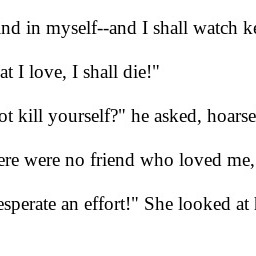 nd in myself--and I shall watch ke
at I love, I shall die!"
ot kill yourself?" he asked, hoarse
ere were no friend who loved me,
esperate an effort!" She looked at